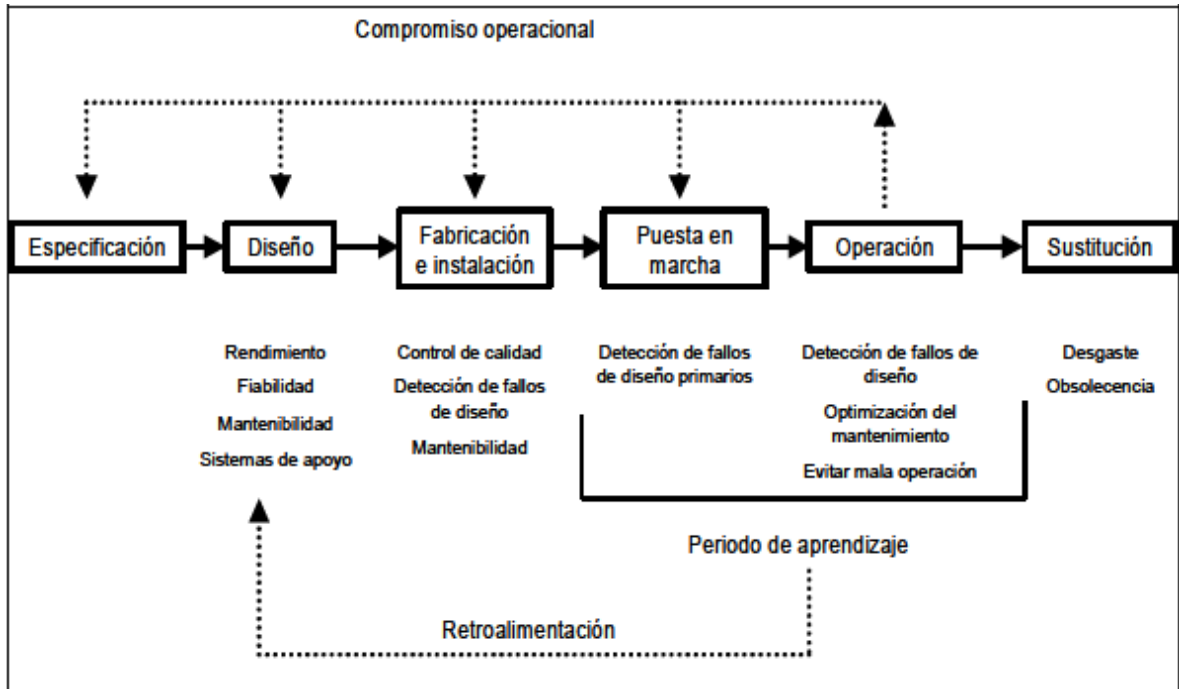 Compromiso operacional
Especificación
Diseño
Fabricación
e instalación
Puesta en
marcha
Operación
Sustitución
Rendimiento
Fiabilidad
Mantenibilidad
Sistemas de apoyo
Control de calidad
Detección de fallos
de diseño
Mantenibilidad
Detección de fallos
de diseño primarios
Detección de fallos de
diseño
Optimización del
mantenimiento
Evitar mala operación
Desgaste
Obsolecencia
Periodo de aprendizaje
Retroalimentación